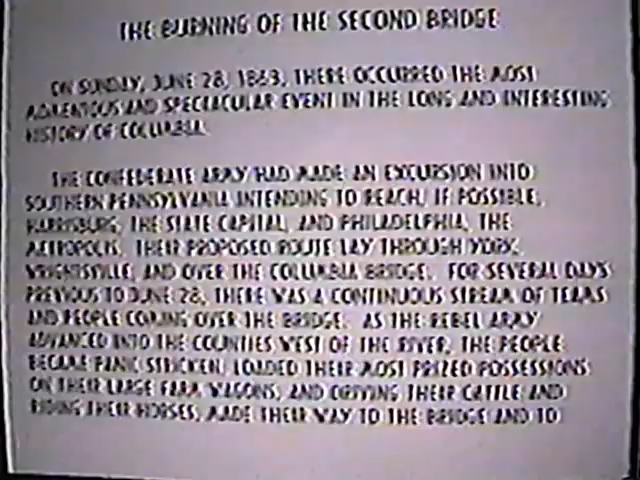 THE BURNING OF THE SECOND BRIDGE
ON SUNDAY, JUNE 28, 1863, THERE OCCURRED THE MOST
MOMENTOUS AND SPECTACULAR EVENT IN THE LONG AND INTERESTING
HISTORY OF COLUMBIA.
THE CONFEDERATE ARMY HAD MADE AN EXCURSION INTO
SOUTHERN PENNSYLVANIA INTENDING TO REACH, IF POSSIBLE,
HARRISBURG, THE STATE CAPITAL, AND PHILADELPHIA, THE
METROPOLIS. THEIR PROPOSED ROUTE LAY THROUGH YORK,
WRIGHTSVILLE, AND OVER THE COLUMBIA BRIDGE. FOR SEVERAL DAYS
PREVIOUS TO JUNE 28, THERE WAS A CONTINUOUS STREAM OF TEAMS
AND PEOPLE COMING OVER THE BRIDGE. AS THE REBEL ARMY
ADVANCED INTO THE COUNTIES WEST OF THE RIVER, THE PEOPLE
BECAME PANIC STRICKEN, LOADED THEIR MOST PRIZED POSSESSIONS
ON THEIR LARGE FARM WAGONS, AND DRIVING THEIR CATTLE AND
RIDING THEIR HORSES, MADE THEIR WAY TO THE BRIDGE AND TO